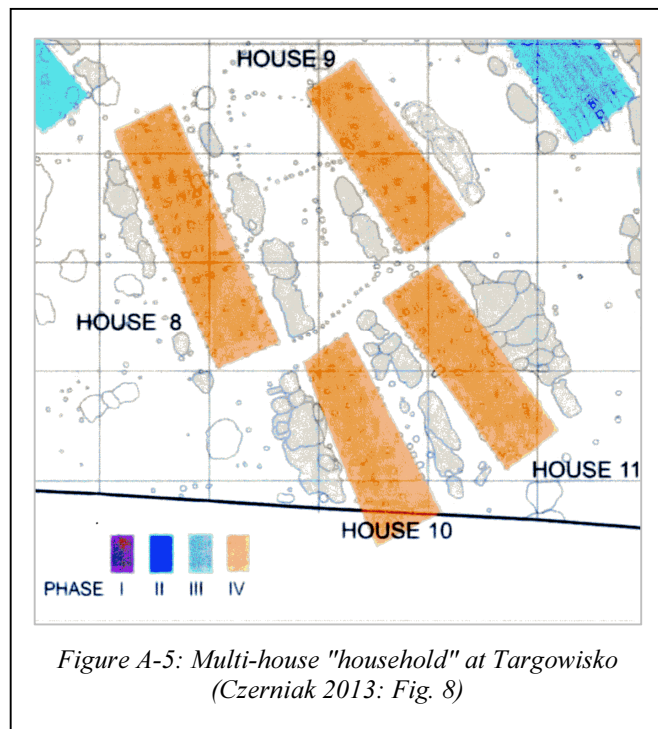 HOUSE 9
HOUSE 8
HOUSE 11
HOUSE 10
PHASE I II III IV
Figure A-5: Multi-house "household" at Targowisko
(Czerniak 2013: Fig. 8)